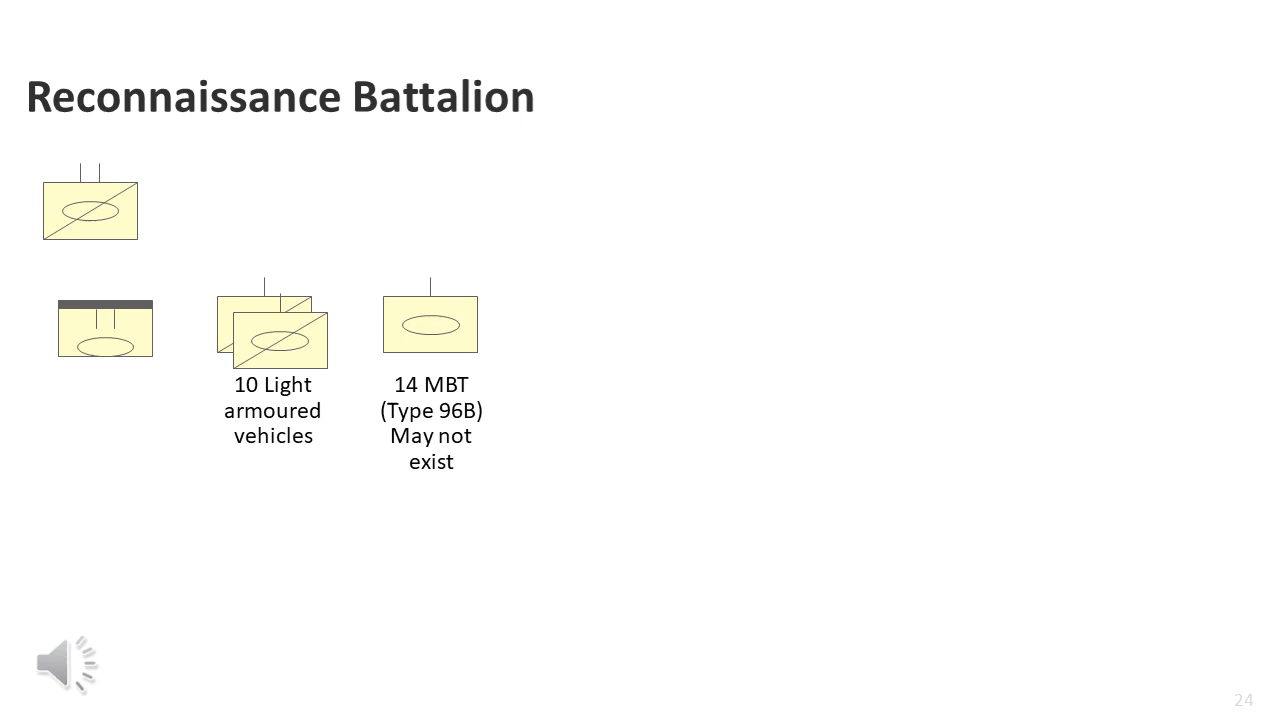 Reconnaissance Battalion
10 Light
armoured
vehicles
14 MBT
(Type 96B)
May not
exist
24